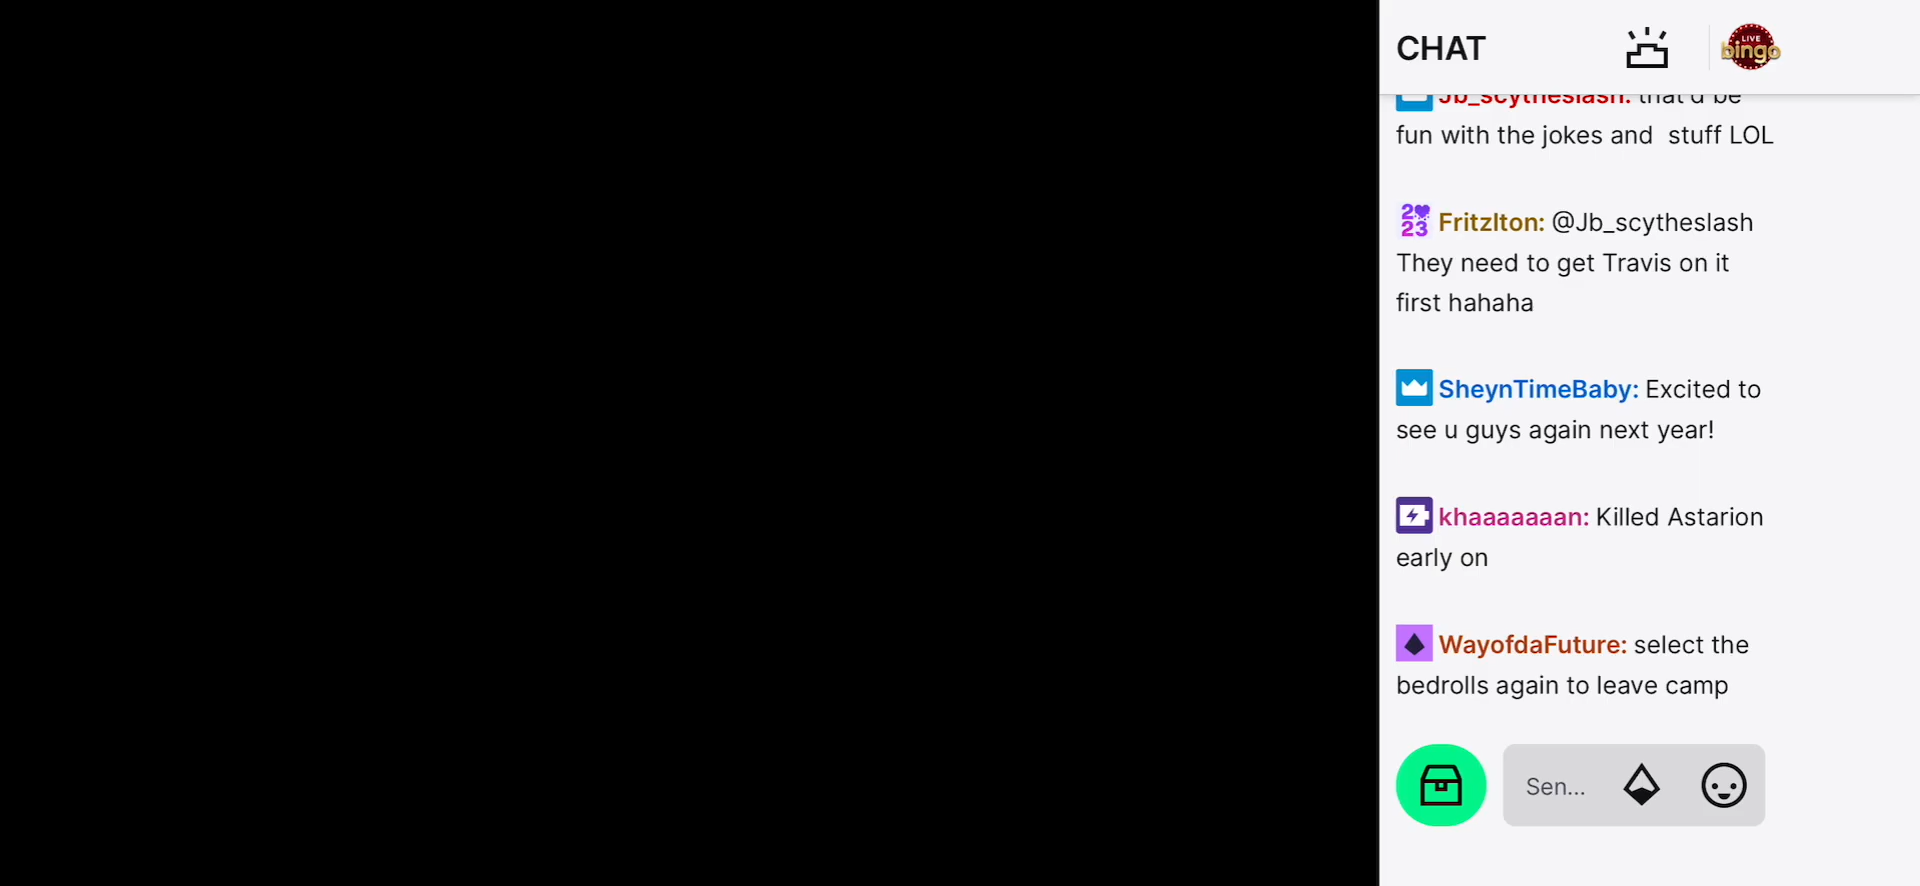 CHAT
LIVE
bingo
Jb_scytheslash: that'd be
fun with the jokes and  stuff LOL
2
23
FritzIton: @Jb_scytheslash
They need to get Travis on it
first hahaha
SheynTimeBaby: Excited to
see u guys again next year!
khaaaaaaan: Killed Astarion
early on
WayofdaFuture: select the
bedrolls again to leave camp
Sen...